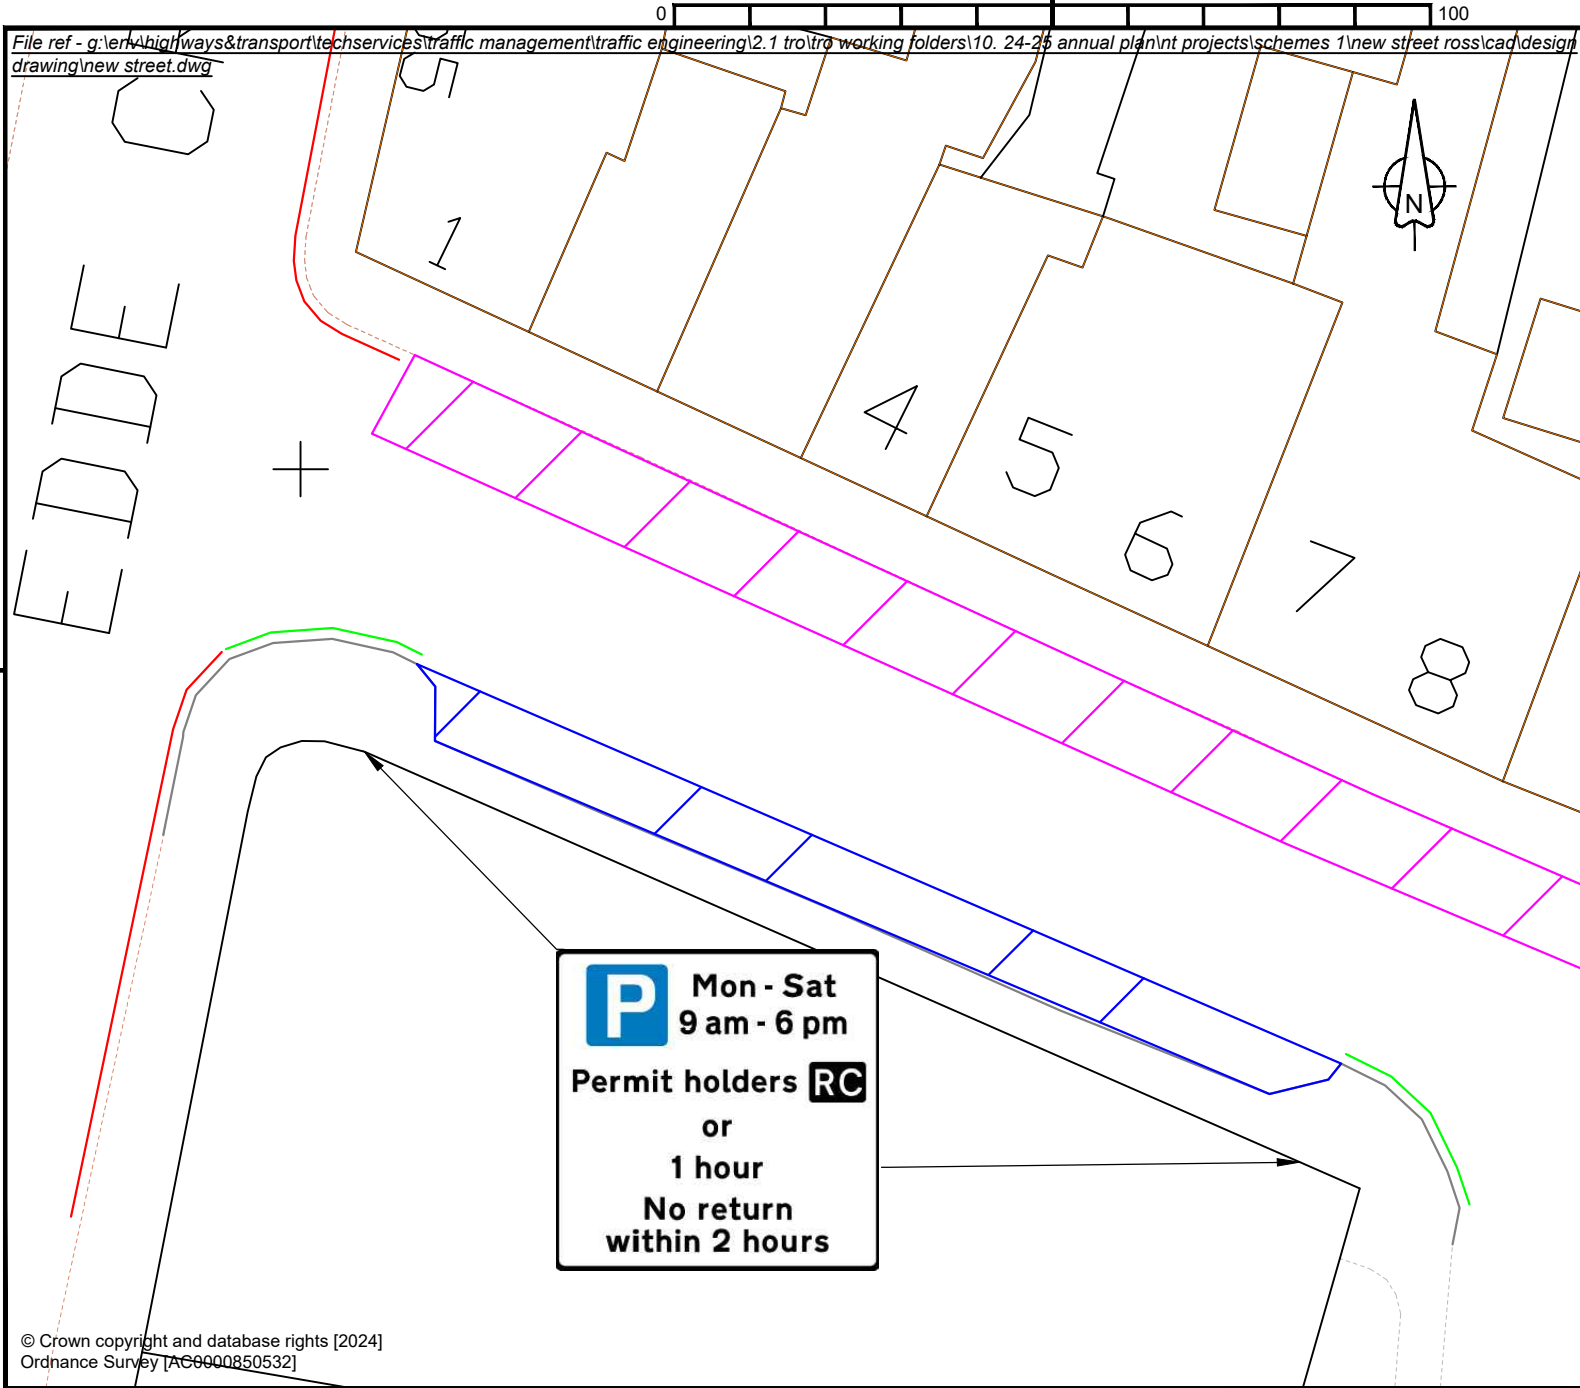 0 100
File ref - g:\env\highways&transport\techservices\traffic management\traffic engineering\2.1 tro\tro working folders\10. 24-25 annual plan\nt projects\schemes 1\new street ross\cad\design
drawing\new street.dwg
N
1
4
5
6
7
8
EDDE
P Mon - Sat
9 am - 6 pm
Permit holders RC
or
1 hour
No return
within 2 hours
© Crown copyright and database rights [2024]
Ordnance Survey [AC0000850532]